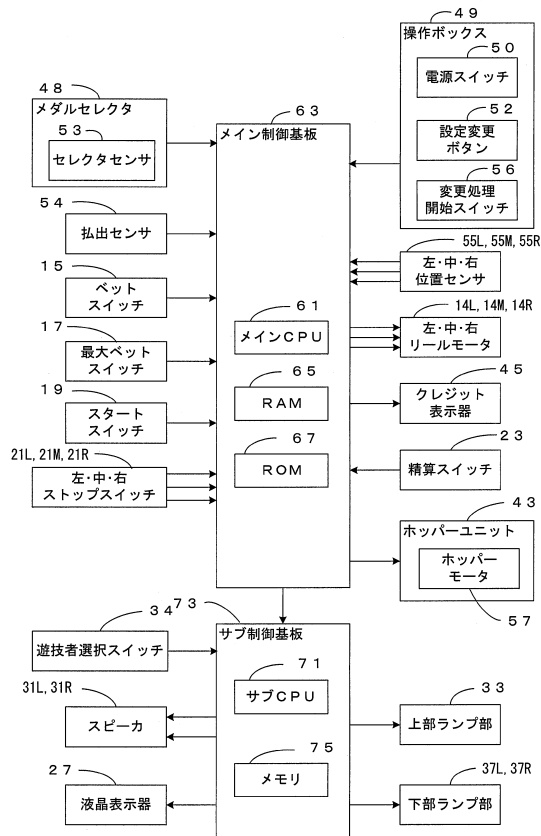 49
操作ボックス
50
電源スイッチ
52
設定変更
ボタン
56
変更処理
開始スイッチ
48
メダルセレクタ
53
セレクタセンサ
63
メイン制御基板
54
払出センサ
15
ベット
スイッチ
17
最大ベット
スイッチ
19
スタート
スイッチ
21L, 21M, 21R
左・中・右
ストップスイッチ
61
メインCPU
65
RAM
67
ROM
55L, 55M, 55R
左・中・右
位置センサ
14L, 14M, 14R
左・中・右
リールモータ
45
クレジット
表示器
23
精算スイッチ
43
ホッパーユニット
ホッパー
モータ
57
34
遊技者選択スイッチ
73
サブ制御基板
31L, 31R
スピーカ
27
液晶表示器
71
サブCPU
75
メモリ
33
上部ランプ部
37L, 37R
下部ランプ部